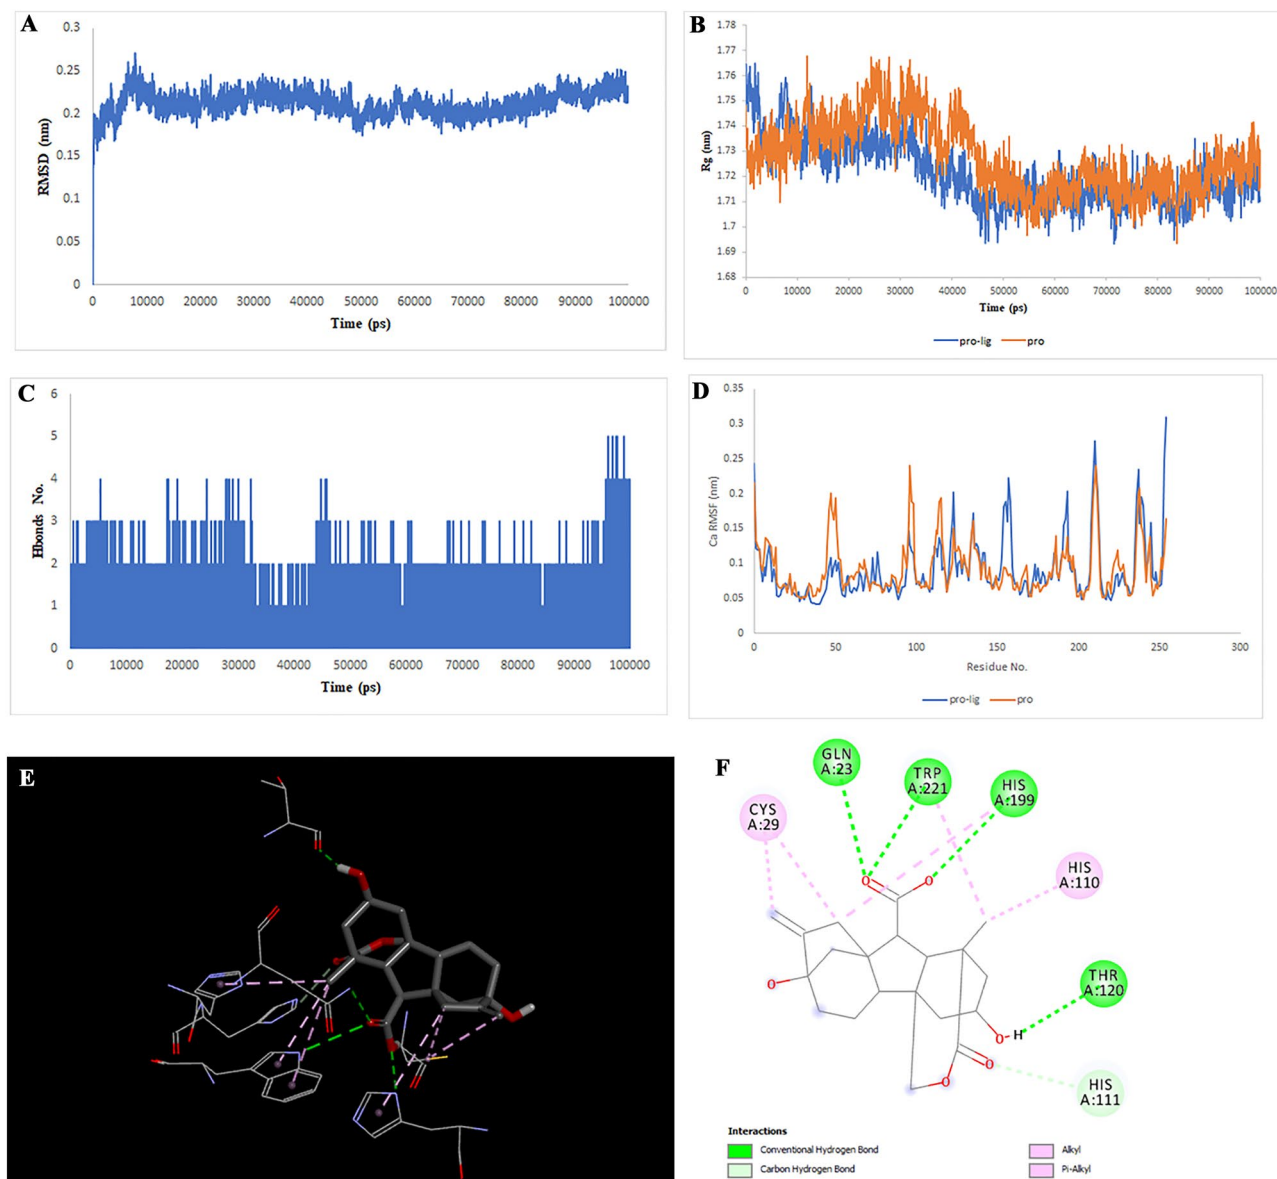 A
RMSD (nm)
0.3
0.25
0.2
0.15
0.1
0.05
0
0 10000 20000 30000 40000 50000 60000 70000 80000 90000 100000
Time (ps)
B
Rg (nm)
1.78
1.77
1.76
1.75
1.74
1.73
1.72
1.71
1.7
1.69
1.68
0 10000 20000 30000 40000 50000 60000 70000 80000 90000 100000
Time (ps)
pro-lig pro
C
Hbonds No.
6
5
4
3
2
1
0
0 10000 20000 30000 40000 50000 60000 70000 80000 90000 100000
Time (ps)
D
Ca RMSF (nm)
0.35
0.3
0.25
0.2
0.15
0.1
0.05
0
0 50 100 150 200 250 300
Residue No.
pro-lig pro
E
F
GLN
A:23
TRP
A:221
HIS
A:199
CYS
A:29
HIS
A:110
THR
A:120
HIS
A:111
O O
O
O H
O
O
Interactions
Conventional Hydrogen Bond
Carbon Hydrogen Bond
Alkyl
Pi-Alkyl